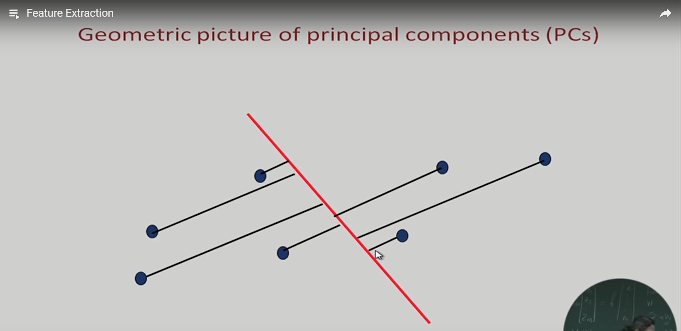 Feature Extraction
Geometric picture of principal components (PCs)